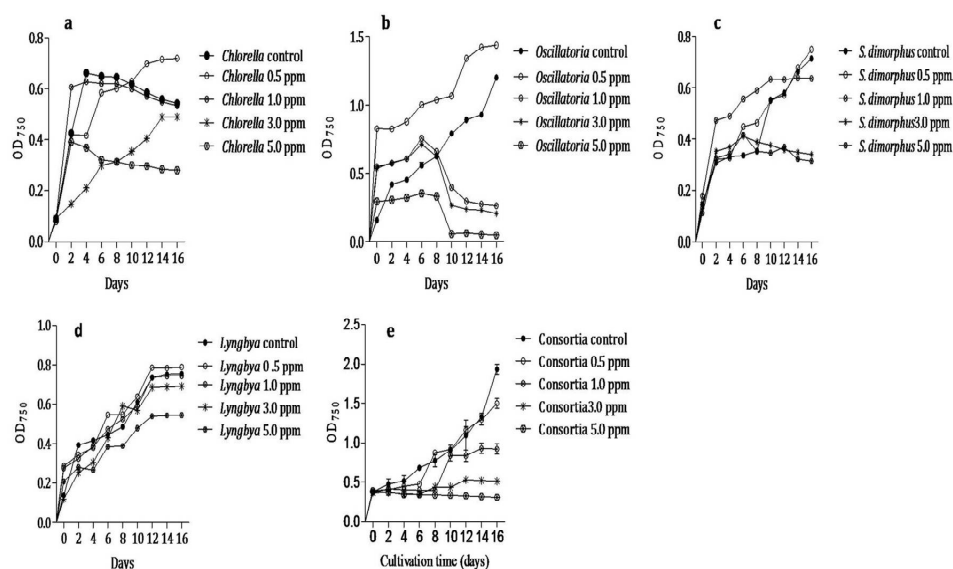 a
Chlorella control
Chlorella 0.5 ppm
Chlorella 1.0 ppm
Chlorella 3.0 ppm
Chlorella 5.0 ppm
OD750
0.8
0.6
0.4
0.2
0.0
0 2 4 6 8 10 12 14 16
Days
b
Oscillatoria control
Oscillatoria 0.5 ppm
Oscillatoria 1.0 ppm
Oscillatoria 3.0 ppm
Oscillatoria 5.0 ppm
OD750
1.5
1.0
0.5
0.0
0 2 4 6 8 10 12 14 16
Days
c
S. dimorphus control
S. dimorphus 0.5 ppm
S. dimorphus 1.0 ppm
S. dimorphus3.0 ppm
S. dimorphus 5.0 ppm
OD750
0.8
0.6
0.4
0.2
0.0
0 2 4 6 8 10 12 14 16
Days
d
Lyngbya control
Lyngbya 0.5 ppm
Lyngbya 1.0 ppm
Lyngbya 3.0 ppm
Lyngbya 5.0 ppm
OD750
1.0
0.8
0.6
0.4
0.2
0.0
0 2 4 6 8 10 12 14 16
Days
e
Consortia control
Consortia 0.5 ppm
Consortia 1.0 ppm
Consortia3.0 ppm
Consortia 5.0 ppm
OD750
2.5
2.0
1.5
1.0
0.5
0.0
0 2 4 6 8 10 12 14 16
Cultivation time (days)